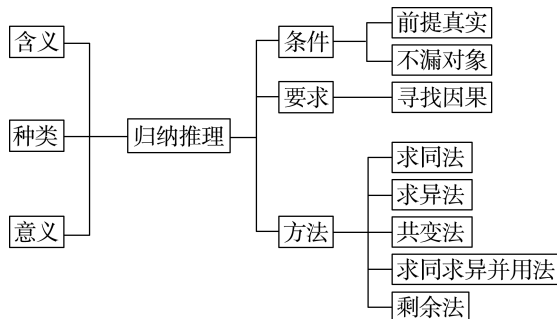 含义
种类
意义
归纳推理
条件
前提真实
不漏对象
要求
寻找因果
方法
求同法
求异法
共变法
求同求异并用法
剩余法